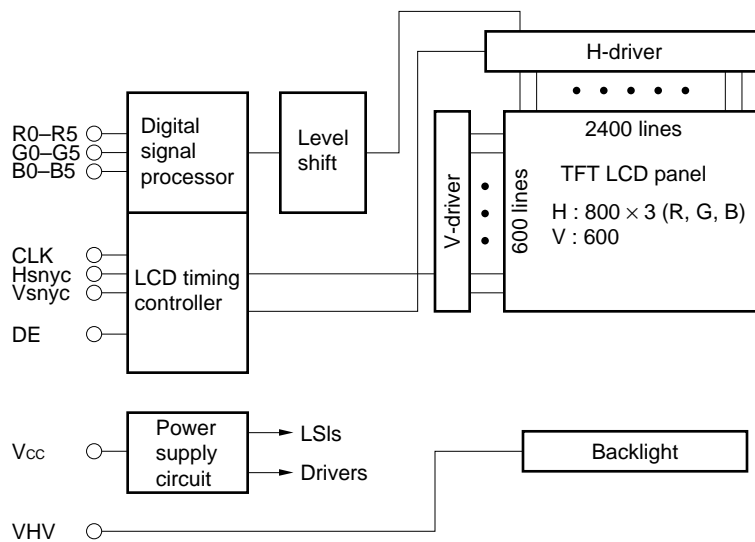 H-driver
R0–R5
G0–G5
B0–B5
Digital
signal
processor
Level
shift
2400 lines
TFT LCD panel
H : 800 × 3 (R, G, B)
V : 600
600 lines
V-driver
CLK
Hsnyc
Vsnyc
DE
LCD timing
controller
Vcc
Power
supply
circuit
LSIs
Drivers
Backlight
VHV